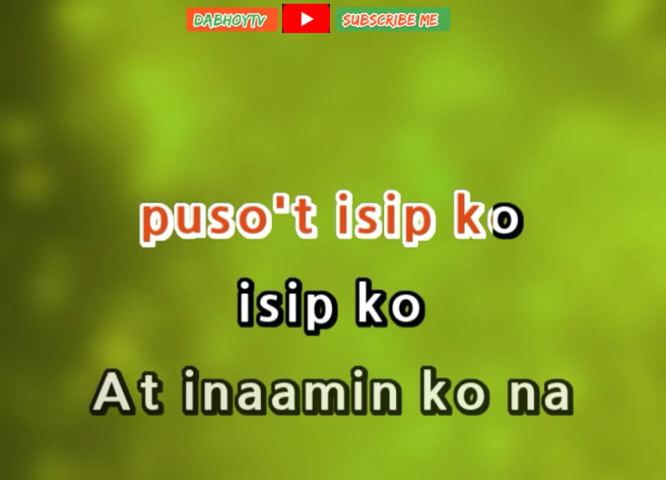 DABHOYTV SUBSCRIBE ME
puso't isip ko
isip ko
At inaamin ko na